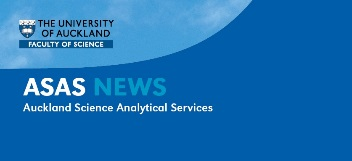 THE UNIVERSITY
OF AUCKLAND
FACULTY OF SCIENCE
ASAS NEWS
Auckland Science Analytical Services